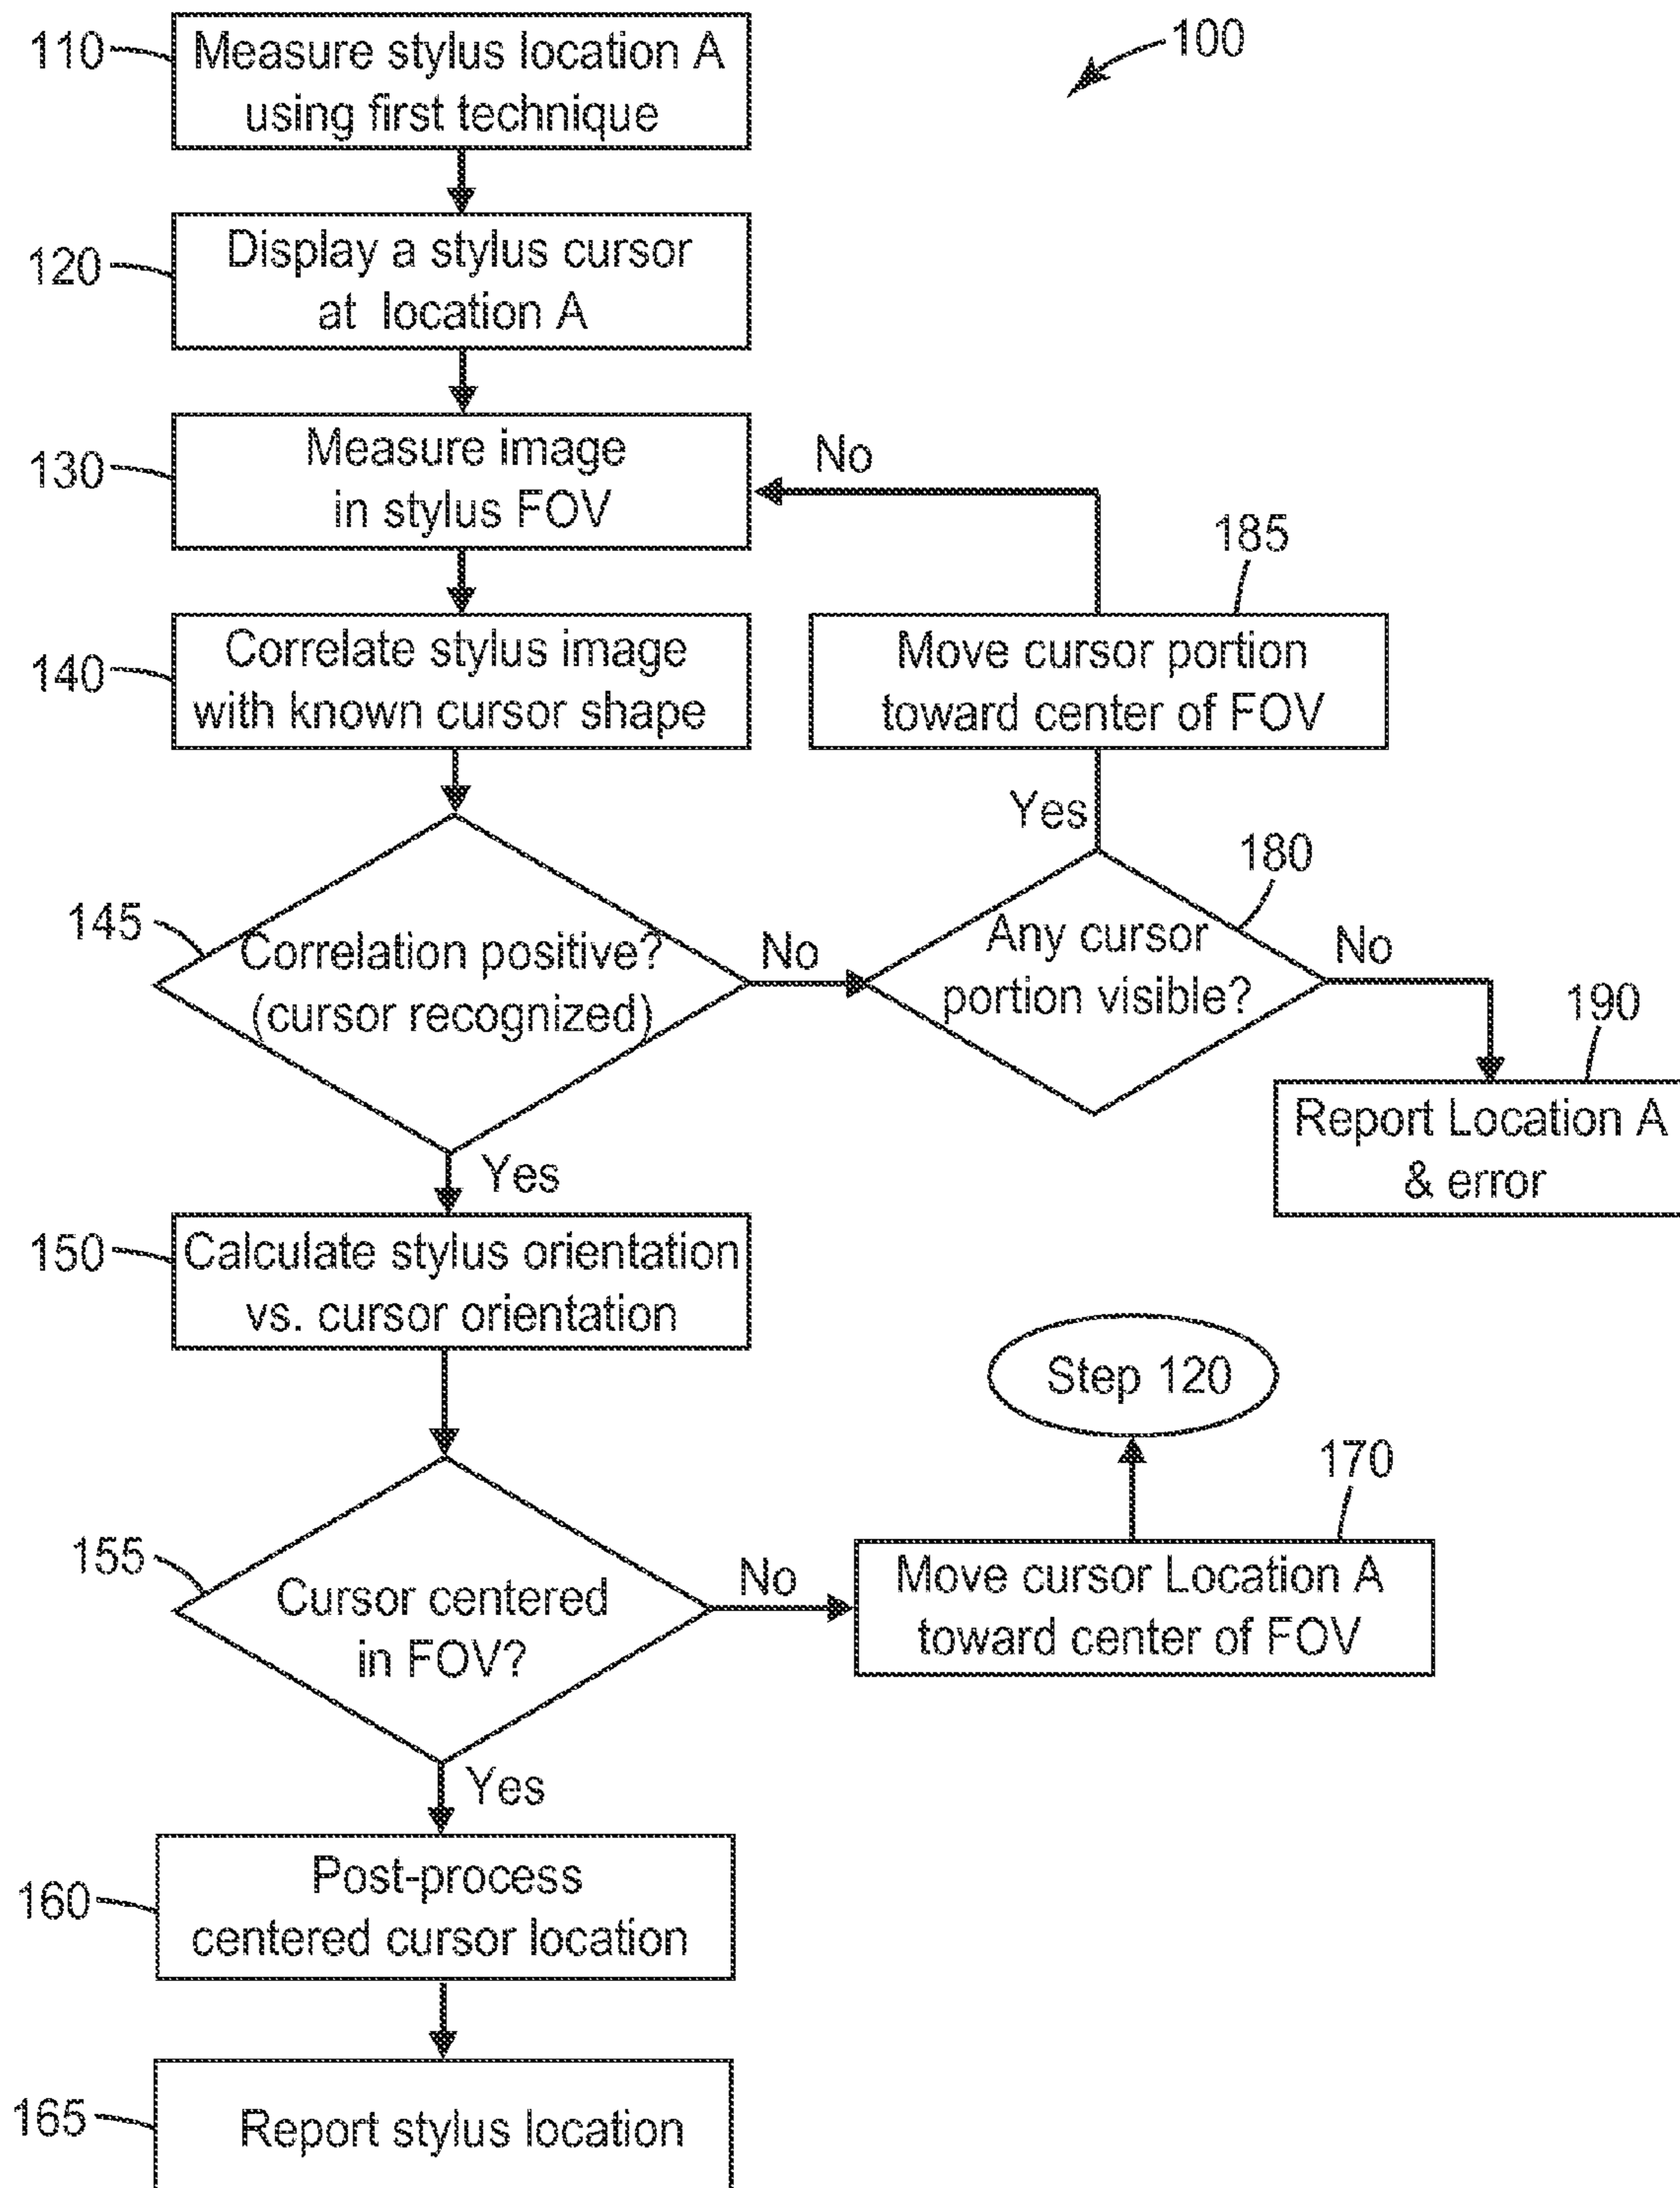 110
Measure stylus location A
using first technique
100
120
Display a stylus cursor
at location A
130
Measure image
in stylus FOV
No
185
140
Correlate stylus image
with known cursor shape
Move cursor portion
toward center of FOV
Yes
180
145
Correlation positive?
(cursor recognized)
No
Any cursor
portion visible?
No
190
Report Location A
& error
Yes
150
Calculate stylus orientation
vs. cursor orientation
Step 120
170
155
Cursor centered
in FOV?
No
Move cursor Location A
toward center of FOV
Yes
160
Post-process
centered cursor location
165
Report stylus location